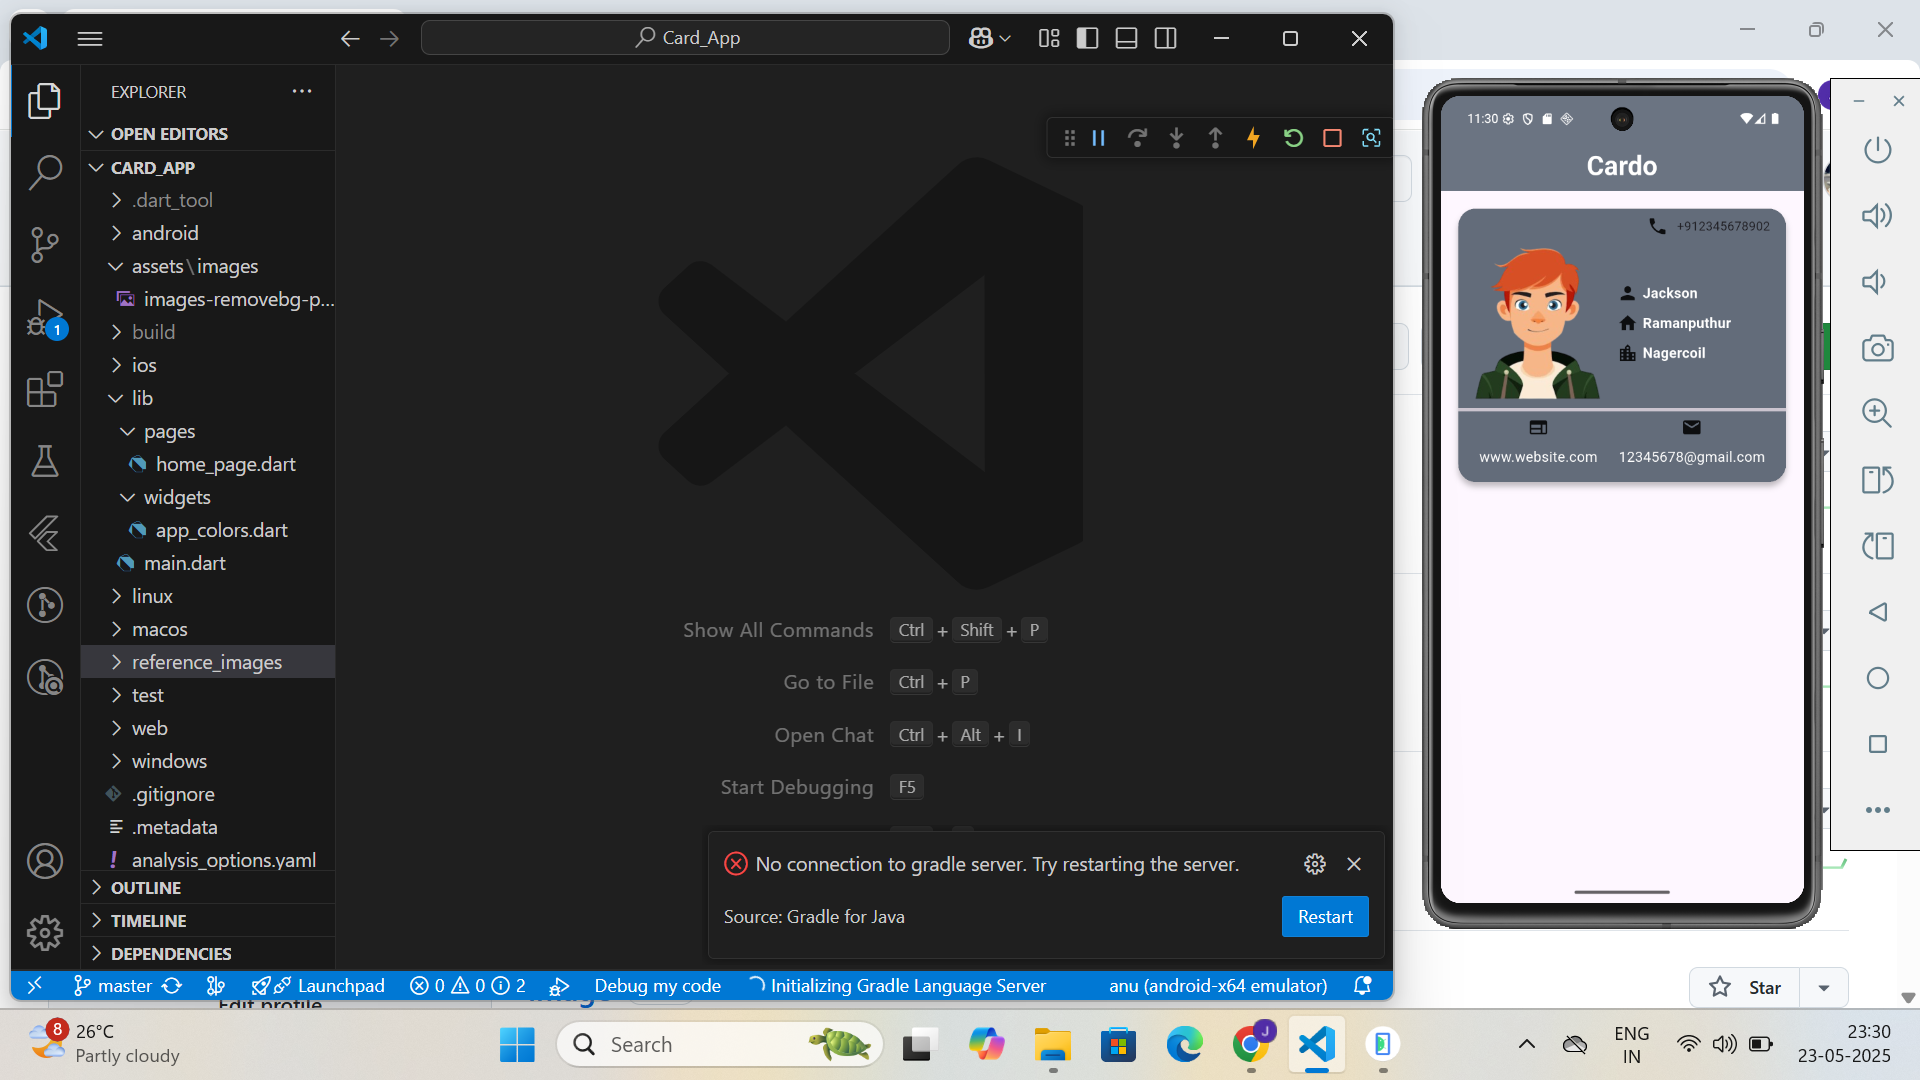 Card_App
EXPLORER
OPEN EDITORS
CARD_APP
.dart_tool
android
assets\images
images-removebg-p...
build
ios
lib
pages
home_page.dart
widgets
app_colors.dart
main.dart
linux
macos
reference_images
test
web
windows
.gitignore
.metadata
analysis_options.yaml
OUTLINE
TIMELINE
DEPENDENCIES
1
Show All Commands Ctrl + Shift + P
Go to File Ctrl + P
Open Chat Ctrl + Alt + I
Start Debugging F5
No connection to gradle server. Try restarting the server.
Source: Gradle for Java
Restart
master
Launchpad
0 0 2
Debug my code
Initializing Gradle Language Server
anu (android-x64 emulator)
11:30
Cardo
+912345678902
Jackson
Ramanputhur
Nagercoil
www.website.com
12345678@gmail.com
Edit profile
image
Star
8
26°C
Partly cloudy
Search
J
ENG
IN
23:30
23-05-2025